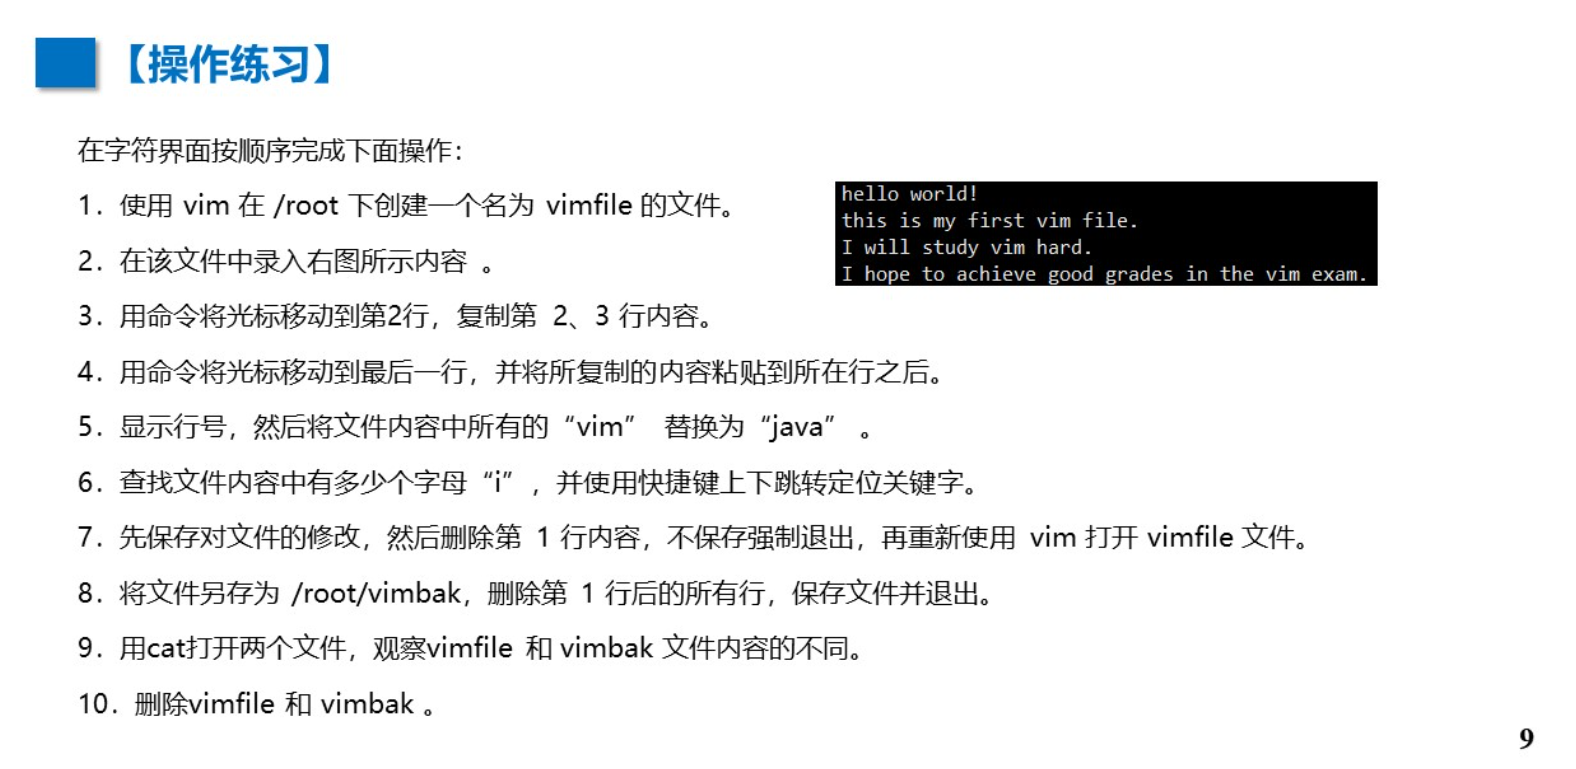 【操作练习】
在字符界面按顺序完成下面操作：
1. 使用 vim 在 /root 下创建一个名为 vimfile 的文件。
2. 在该文件中录入右图所示内容 。
hello world!
this is my first vim file.
I will study vim hard.
I hope to achieve good grades in the vim exam.
3. 用命令将光标移动到第2行，复制第 2、3 行内容。
4. 用命令将光标移动到最后一行，并将所复制的内容粘贴到所在行之后。
5. 显示行号，然后将文件内容中所有的“vim” 替换为“java” 。
6. 查找文件内容中有多少个字母“i”，并使用快捷键上下跳转定位关键字。
7. 先保存对文件的修改，然后删除第 1 行内容，不保存强制退出，再重新使用 vim 打开 vimfile 文件。
8. 将文件另存为 /root/vimbak，删除第 1 行后的所有行，保存文件并退出。
9. 用cat打开两个文件，观察vimfile 和 vimbak 文件内容的不同。
10. 删除vimfile 和 vimbak 。
9